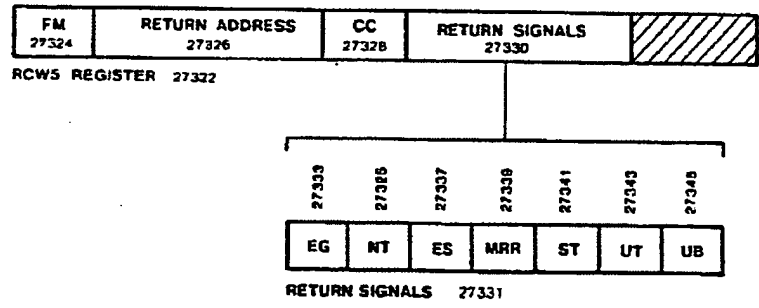 FM RETURN ADDRESS CC RETURN SIGNALS
27324 27326 27328 27330
RCWS REGISTER 27322
27333 27335 27337 27339 27341 27343 27345
EG NT ES MRR ST UT UB
RETURN SIGNALS 27331